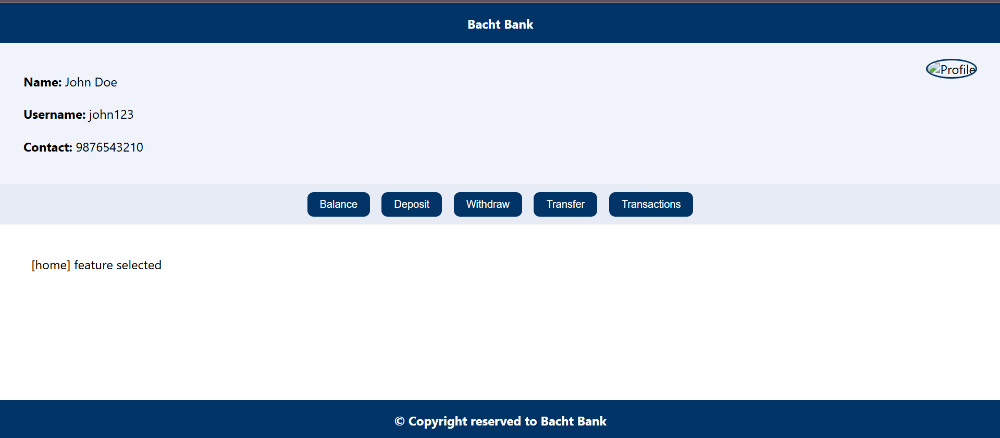 Bacht Bank
Profile
Name: John Doe
Username: john123
Contact: 9876543210
Balance Deposit Withdraw Transfer Transactions
[home] feature selected
© Copyright reserved to Bacht Bank